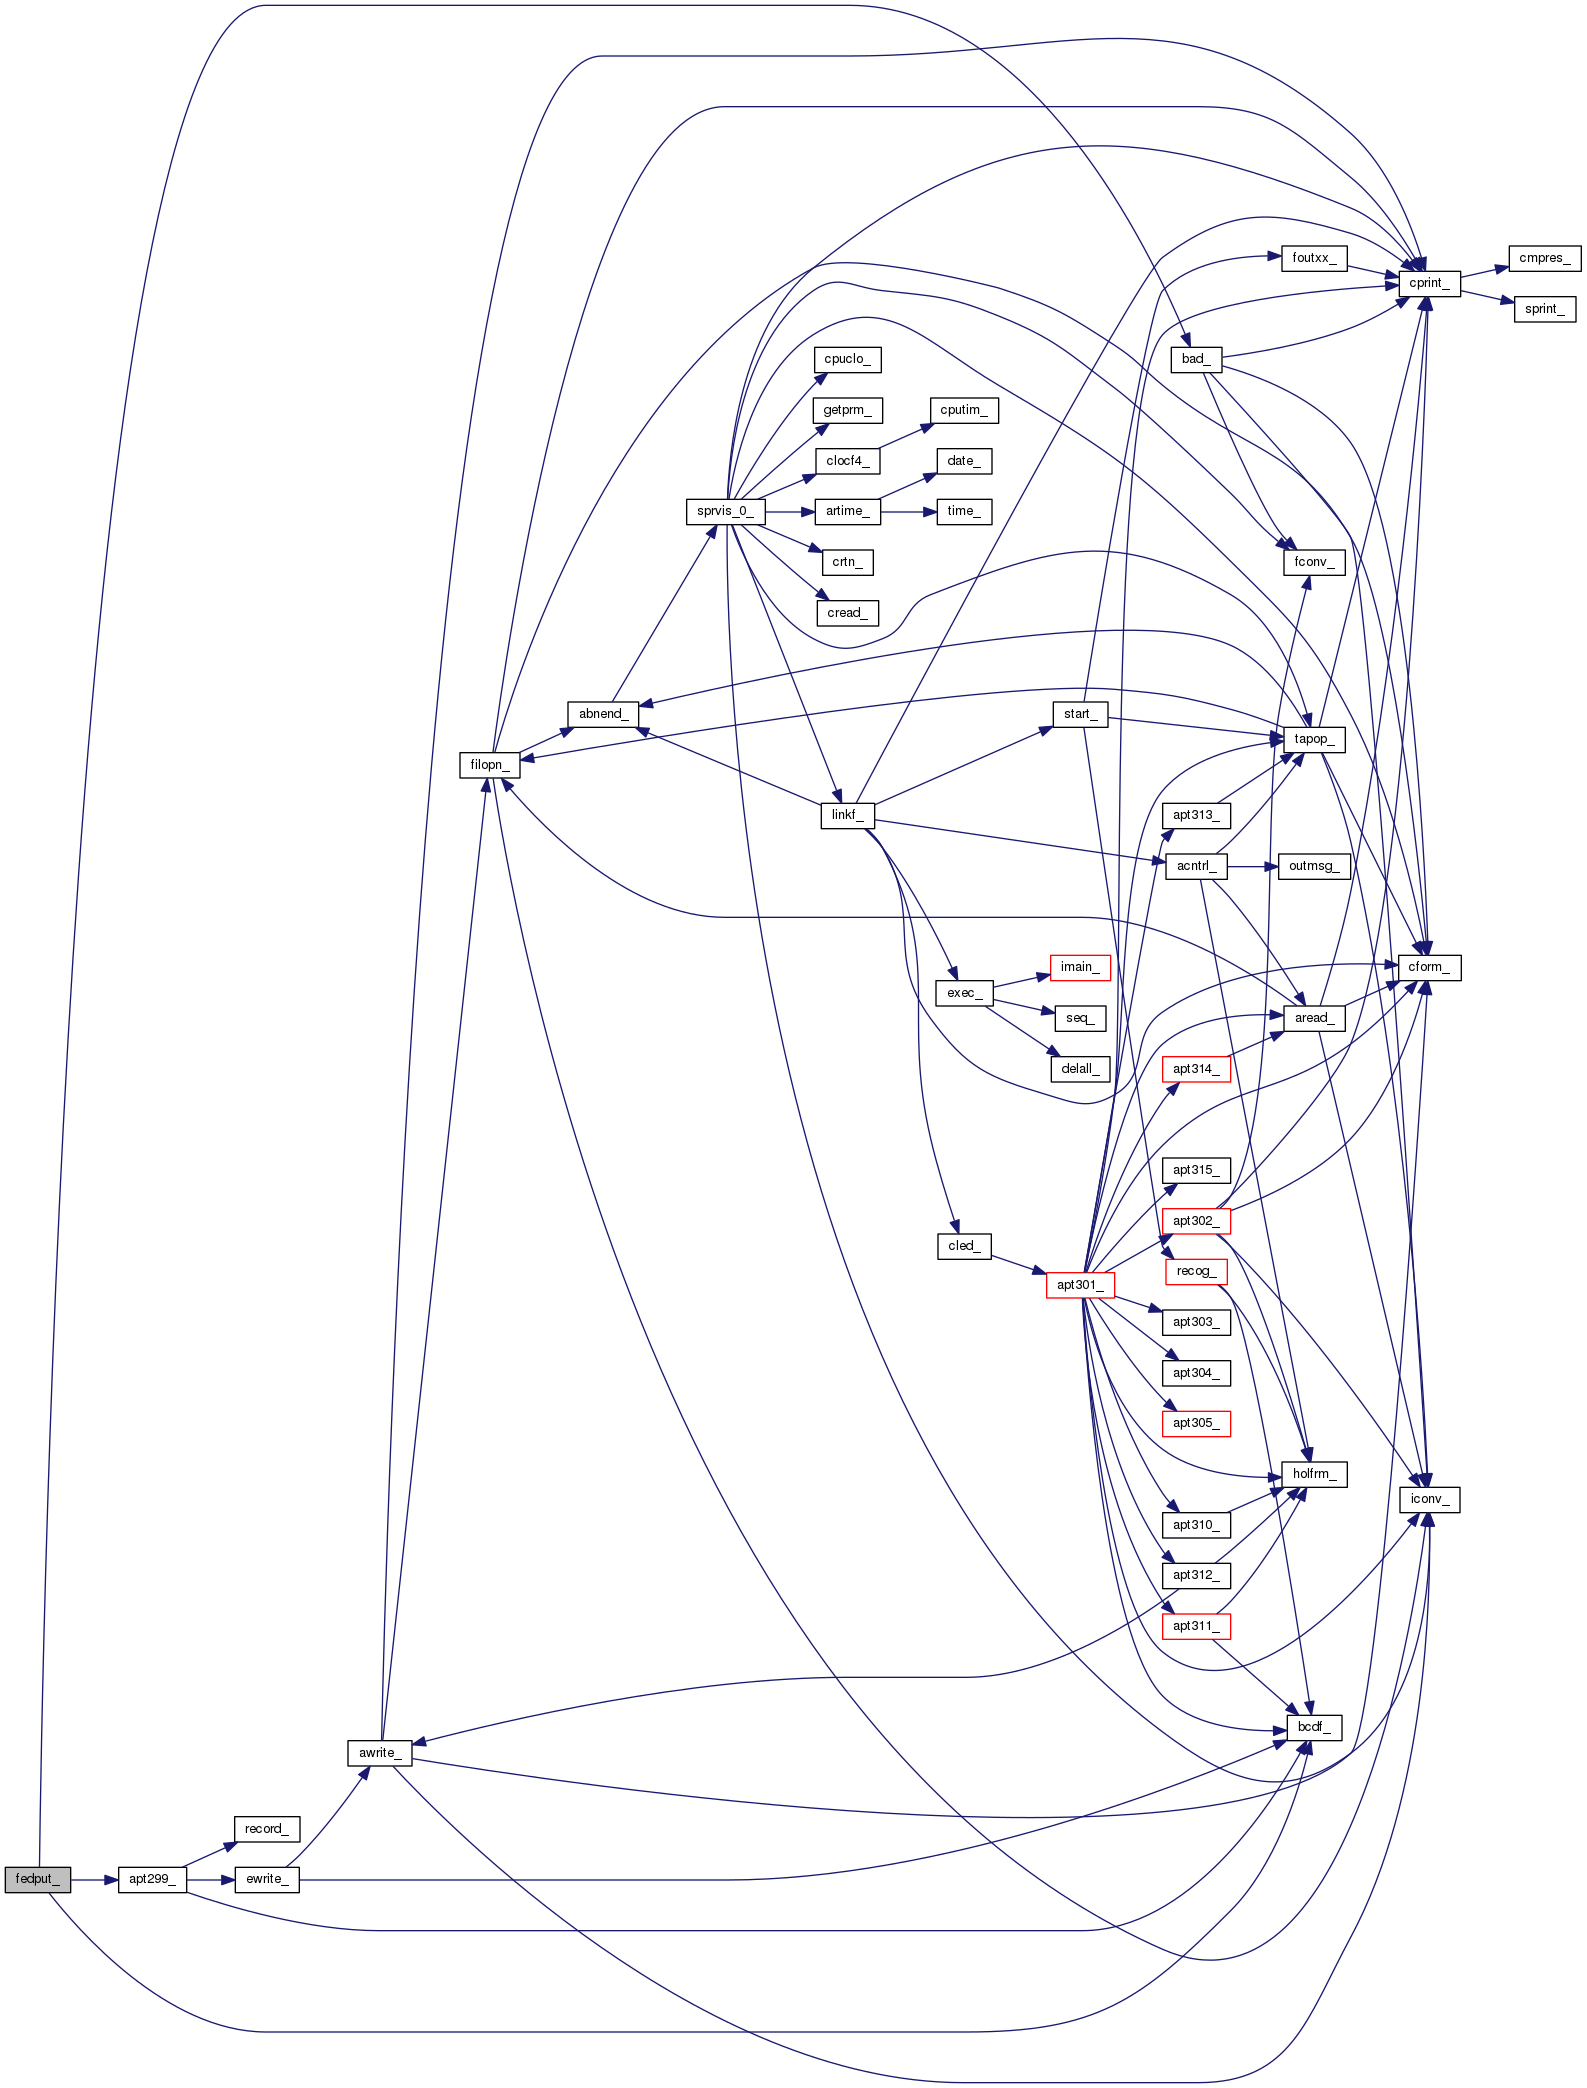 foutxx_
cmpres_
cprint_
sprint_
bad_
cpuclo_
getprm_
cputim_
clocf4_
date_
sprvis_0_
artime_
time_
crtn_
fconv_
cread_
abnend_
start_
tapop_
filopn_
linkf_
apt313_
acntrl_
outmsg_
imain_
cform_
exec_
seq_
aread_
delall_
apt314_
apt315_
apt302_
cled_
recog_
apt301_
apt303_
apt304_
apt305_
holfrm_
iconv_
apt310_
apt312_
apt311_
bcdf_
awrite_
record_
fedput_
apt299_
ewrite_